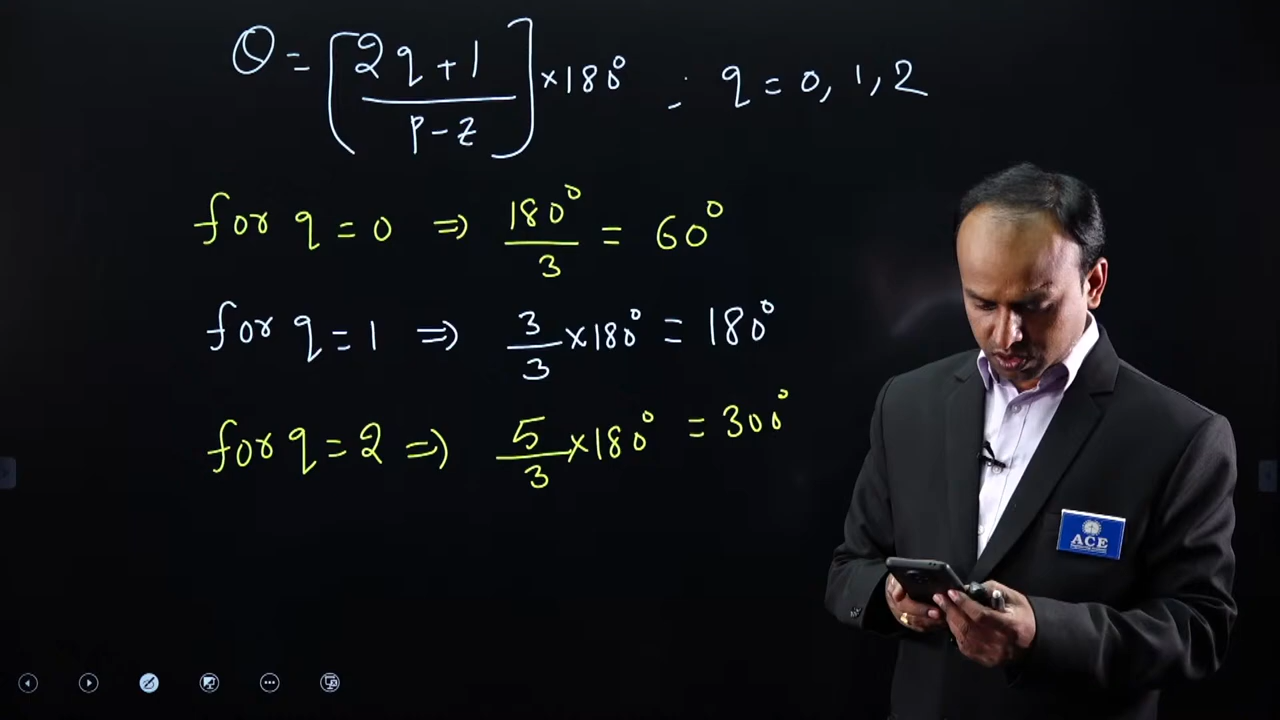 θ = [2q+1 / P-Z] ×180° ; q = 0, 1, 2
for q = 0 ⇒ 180°/3 = 60°
for q = 1 ⇒ 3/3 ×180° = 180°
for q = 2 ⇒ 5/3 ×180° = 300°
ACE